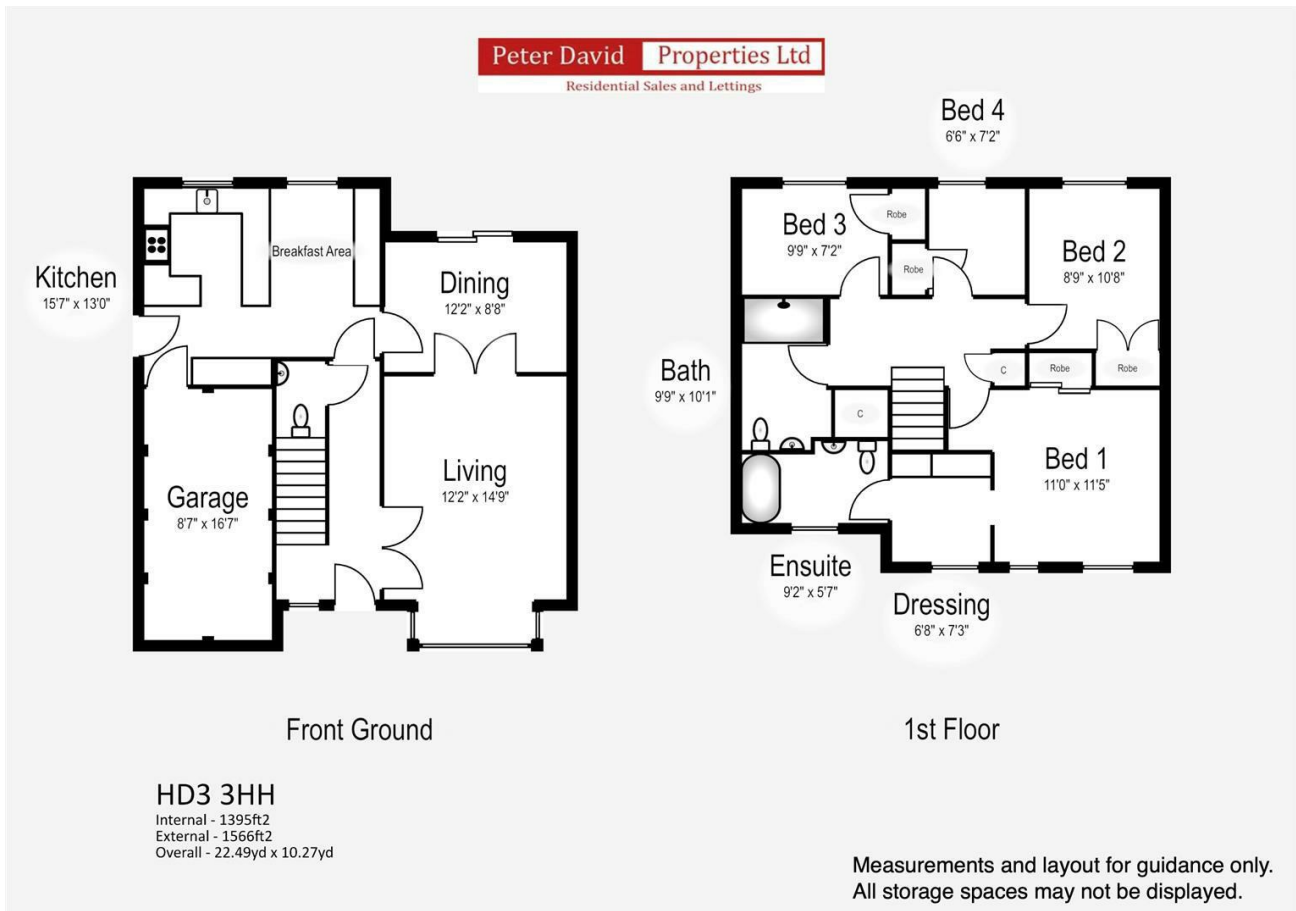 Peter David Properties Ltd
Residential Sales and Lettings
Kitchen
15'7" x 13'0"
Breakfast Area
Dining
12'2" x 8'8"
Garage
8'7" x 16'7"
Living
12'2" x 14'9"
Front Ground
Bed 4
6'6" x 7'2"
Bed 3
9'9" x 7'2"
Robe
Robe
Bed 2
8'9" x 10'8"
Bath
9'9" x 10'1"
C
Robe
Robe
C
Bed 1
11'0" x 11'5"
Ensuite
9'2" x 5'7"
Dressing
6'8" x 7'3"
1st Floor
HD3 3HH
Internal - 1395ft2
External - 1566ft2
Overall - 22.49yd x 10.27yd
Measurements and layout for guidance only.
All storage spaces may not be displayed.